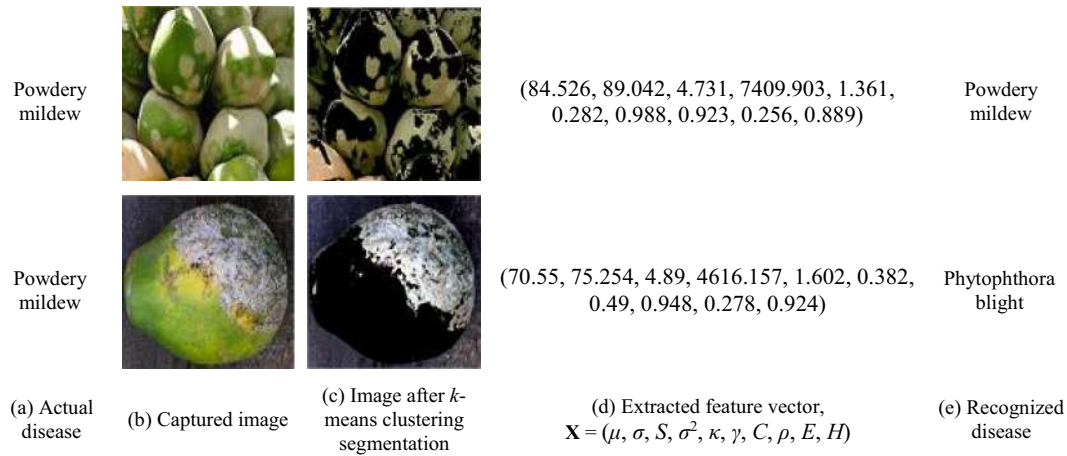 Powdery
mildew
(84.526, 89.042, 4.731, 7409.903, 1.361,
0.282, 0.988, 0.923, 0.256, 0.889)
Powdery
mildew
Powdery
mildew
(70.55, 75.254, 4.89, 4616.157, 1.602, 0.382,
0.49, 0.948, 0.278, 0.924)
Phytophthora
blight
(a) Actual
disease
(b) Captured image
(c) Image after k-
means clustering
segmentation
(d) Extracted feature vector,
X = (μ, σ, S, σ², κ, γ, C, ρ, E, H)
(e) Recognized
disease